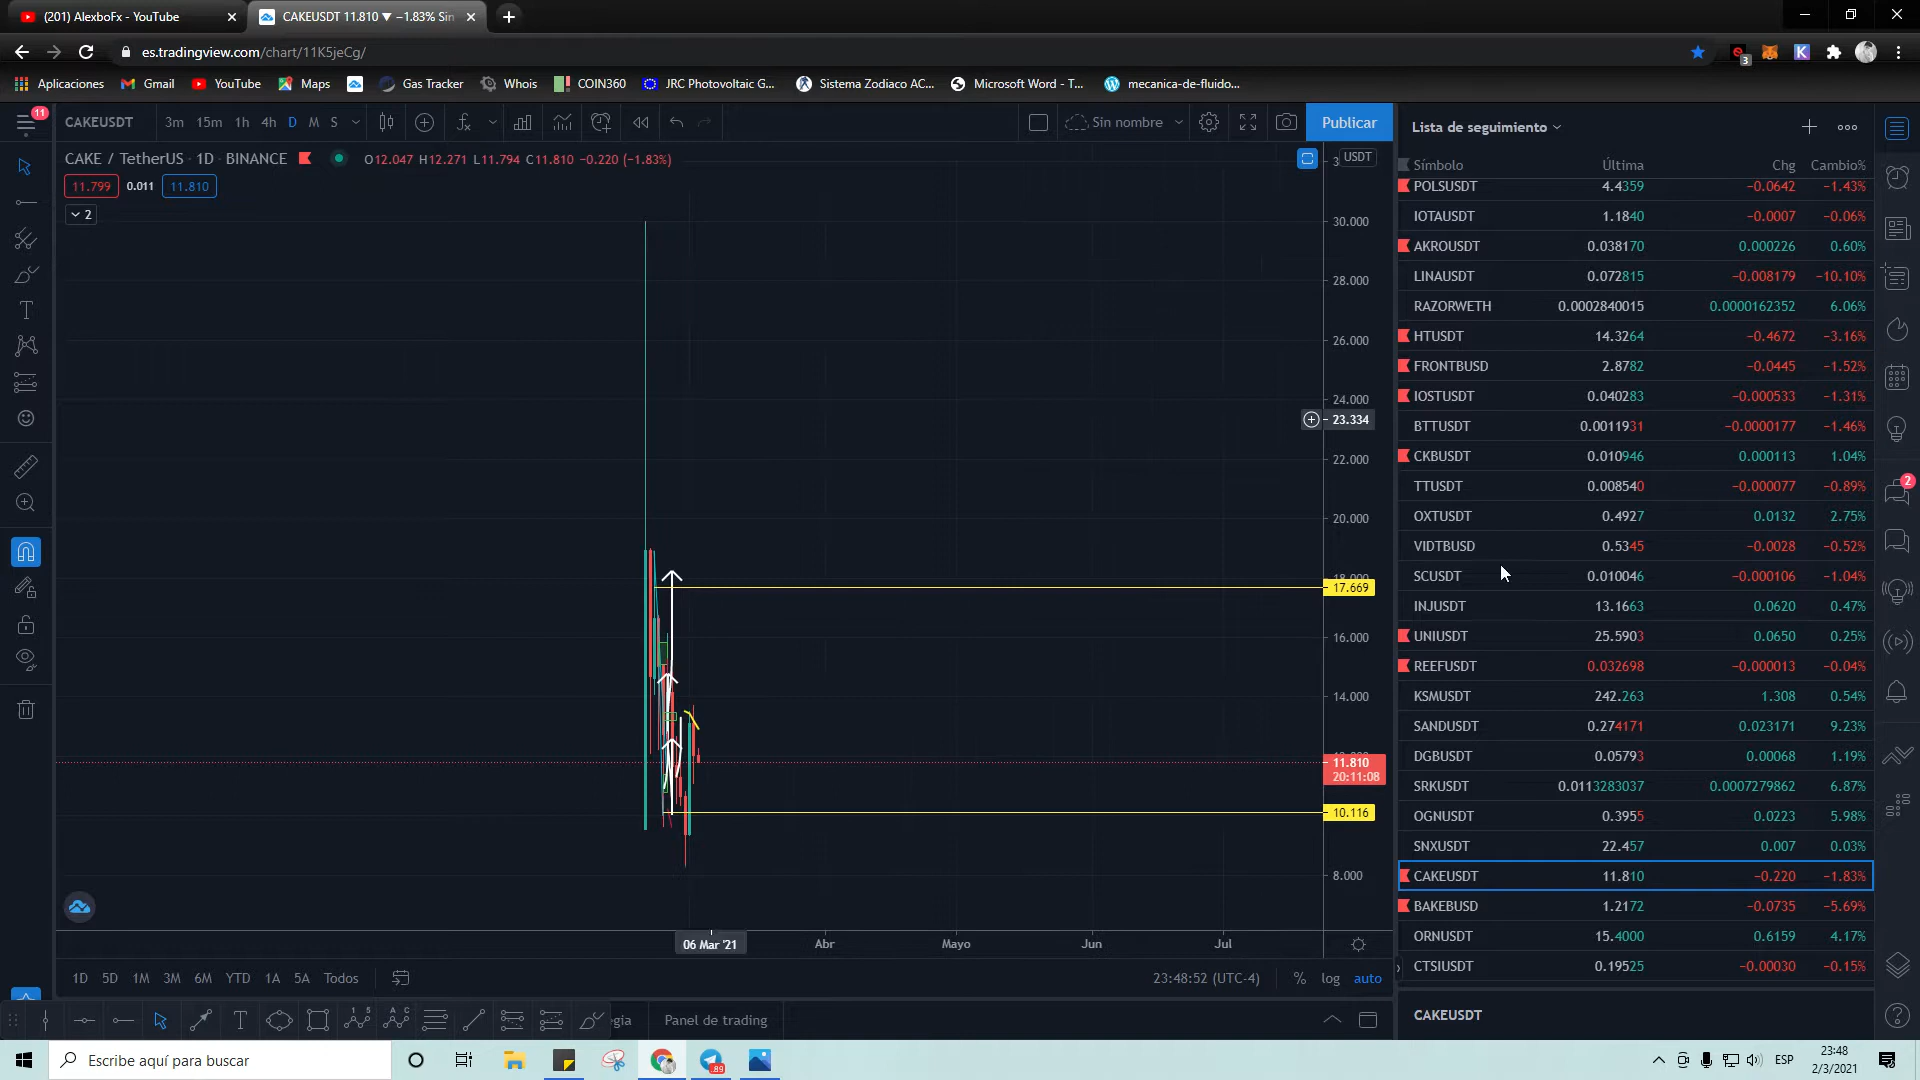 (201) AlexboFx - YouTube
CAKEUSDT 11.810 ▼ −1.83% Sin
es.tradingview.com/chart/11K5jeCg/
3
Aplicaciones Gmail YouTube Maps Gas Tracker Whois COIN360 JRC Photovoltaic G... Sistema Zodiaco AC... Microsoft Word - T... mecanica-de-fluido...
11
CAKEUSDT 3m 15m 1h 4h D M S Sin nombre Publicar
CAKE / TetherUS · 1D · BINANCE O12.047 H12.271 L11.794 C11.810 −0.220 (−1.83%)
11.799 0.011 11.810
2
USDT
30.000
28.000
26.000
24.000
23.334
22.000
20.000
17.669
16.000
14.000
11.810
20:11:08
10.116
8.000
06 Mar '21 Abr Mayo Jun Jul
1D 5D 1M 3M 6M YTD 1A 5A Todos 23:48:52 (UTC-4) % log auto
egia Panel de trading
Lista de seguimiento
Símbolo Última Chg Cambio%
POLSUSDT 4.4359 −0.0642 −1.43%
IOTAUSDT 1.1840 −0.0007 −0.06%
AKROUSDT 0.038170 0.000226 0.60%
LINAUSDT 0.072815 −0.008179 −10.10%
RAZORWETH 0.0002840015 0.0000162352 6.06%
HTUSDT 14.3264 −0.4672 −3.16%
FRONTBUSD 2.8782 −0.0445 −1.52%
IOSTUSDT 0.040283 −0.000533 −1.31%
BTTUSDT 0.0011931 −0.0000177 −1.46%
CKBUSDT 0.010946 0.000113 1.04%
TTUSDT 0.008540 −0.000077 −0.89%
OXTUSDT 0.4927 0.0132 2.75%
VIDTBUSD 0.5345 −0.0028 −0.52%
SCUSDT 0.010046 −0.000106 −1.04%
INJUSDT 13.1663 0.0620 0.47%
UNIUSDT 25.5903 0.0650 0.25%
REEFUSDT 0.032698 −0.000013 −0.04%
KSMUSDT 242.263 1.308 0.54%
SANDUSDT 0.274171 0.023171 9.23%
DGBUSDT 0.05793 0.00068 1.19%
SRKUSDT 0.0113283037 0.0007279862 6.87%
OGNUSDT 0.3955 0.0223 5.98%
SNXUSDT 22.457 0.007 0.03%
CAKEUSDT 11.810 −0.220 −1.83%
BAKEBUSD 1.2172 −0.0735 −5.69%
ORNUSDT 15.4000 0.6159 4.17%
CTSIUSDT 0.19525 −0.00030 −0.15%
CAKEUSDT
2
Escribe aquí para buscar
89
ESP
23:48
2/3/2021